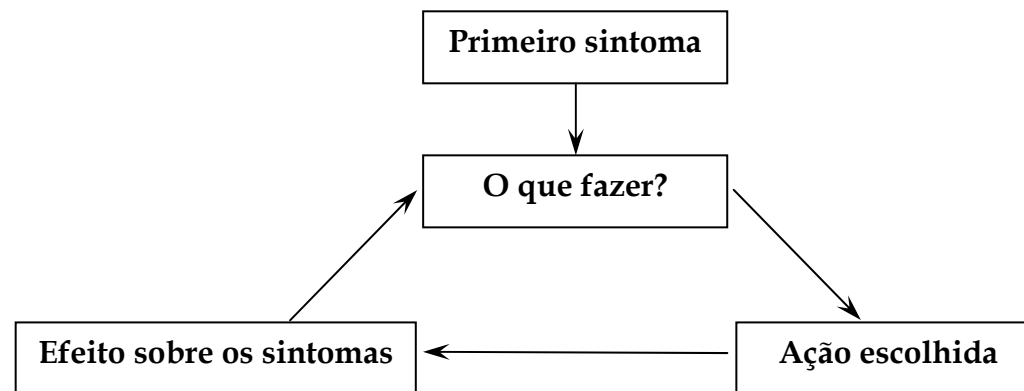 Primeiro sintoma
O que fazer?
Efeito sobre os sintomas
Ação escolhida